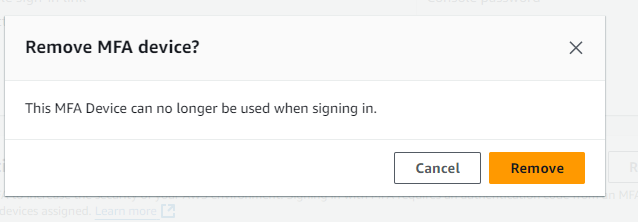 Remove MFA device?
This MFA Device can no longer be used when signing in.
Cancel
Remove
devices assigned. Learn more